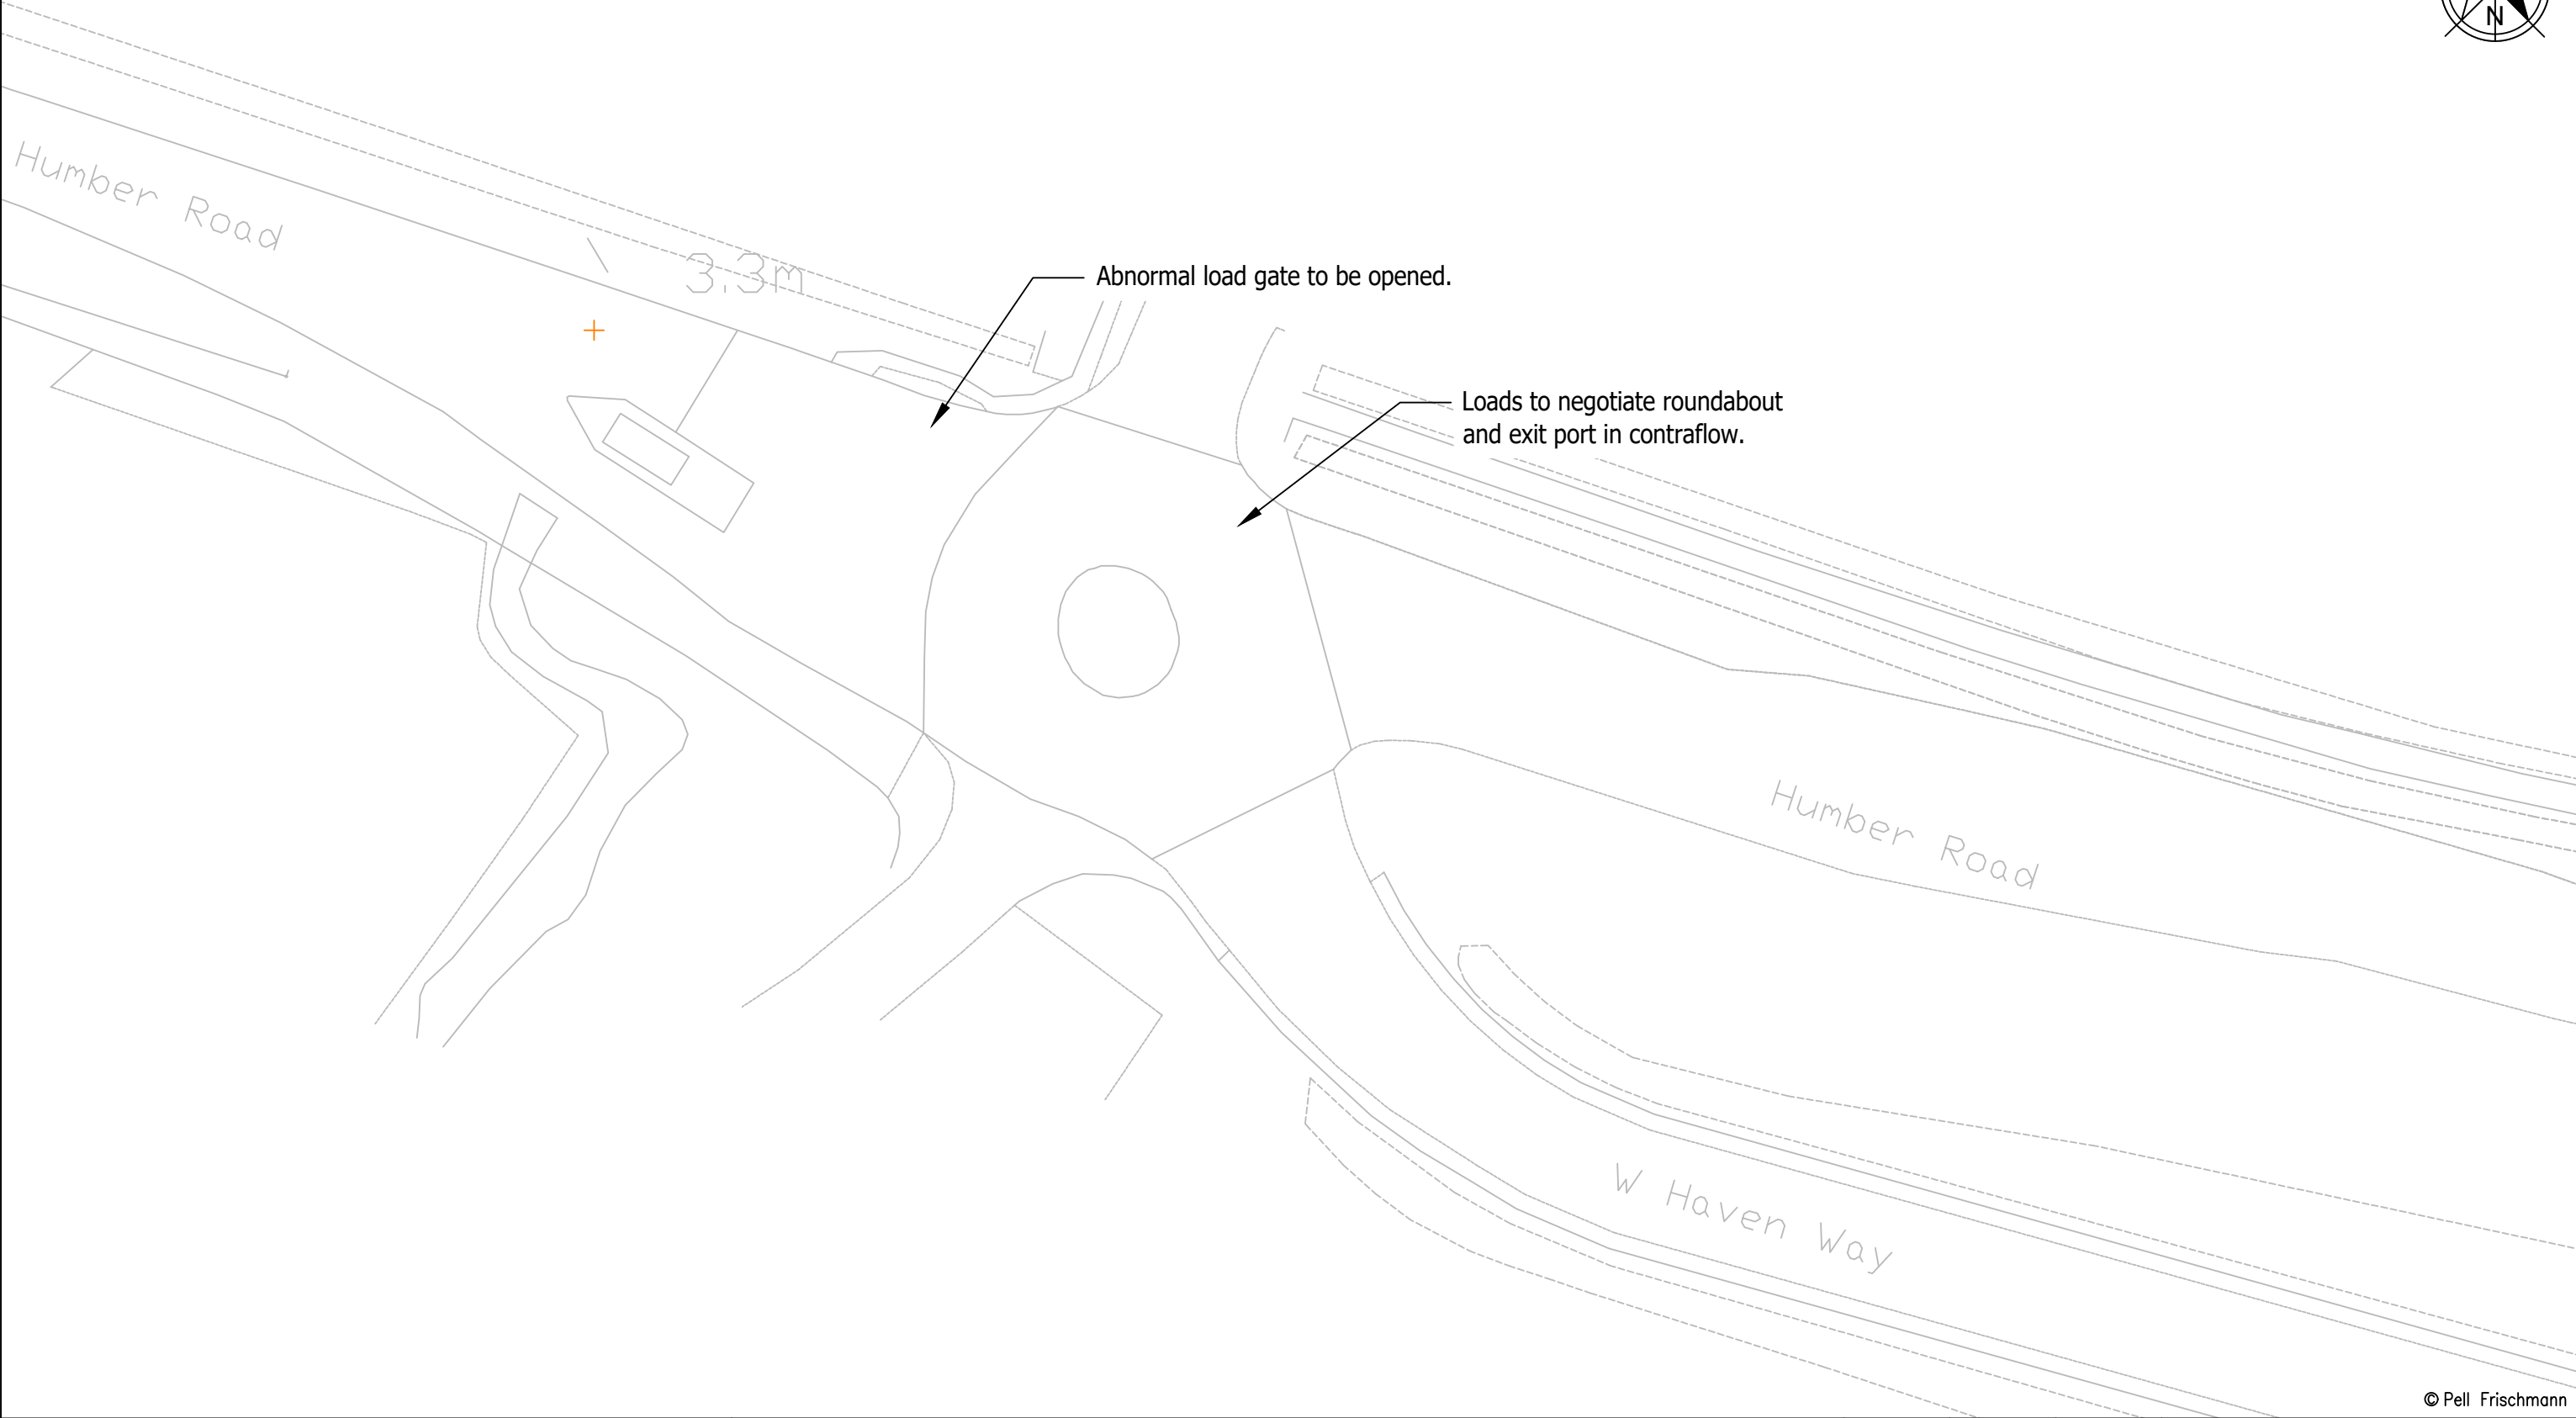 N
Humber Road
3.3m
Abnormal load gate to be opened.
Loads to negotiate roundabout
and exit port in contraflow.
Humber Road
W Haven Way
© Pell Frischmann